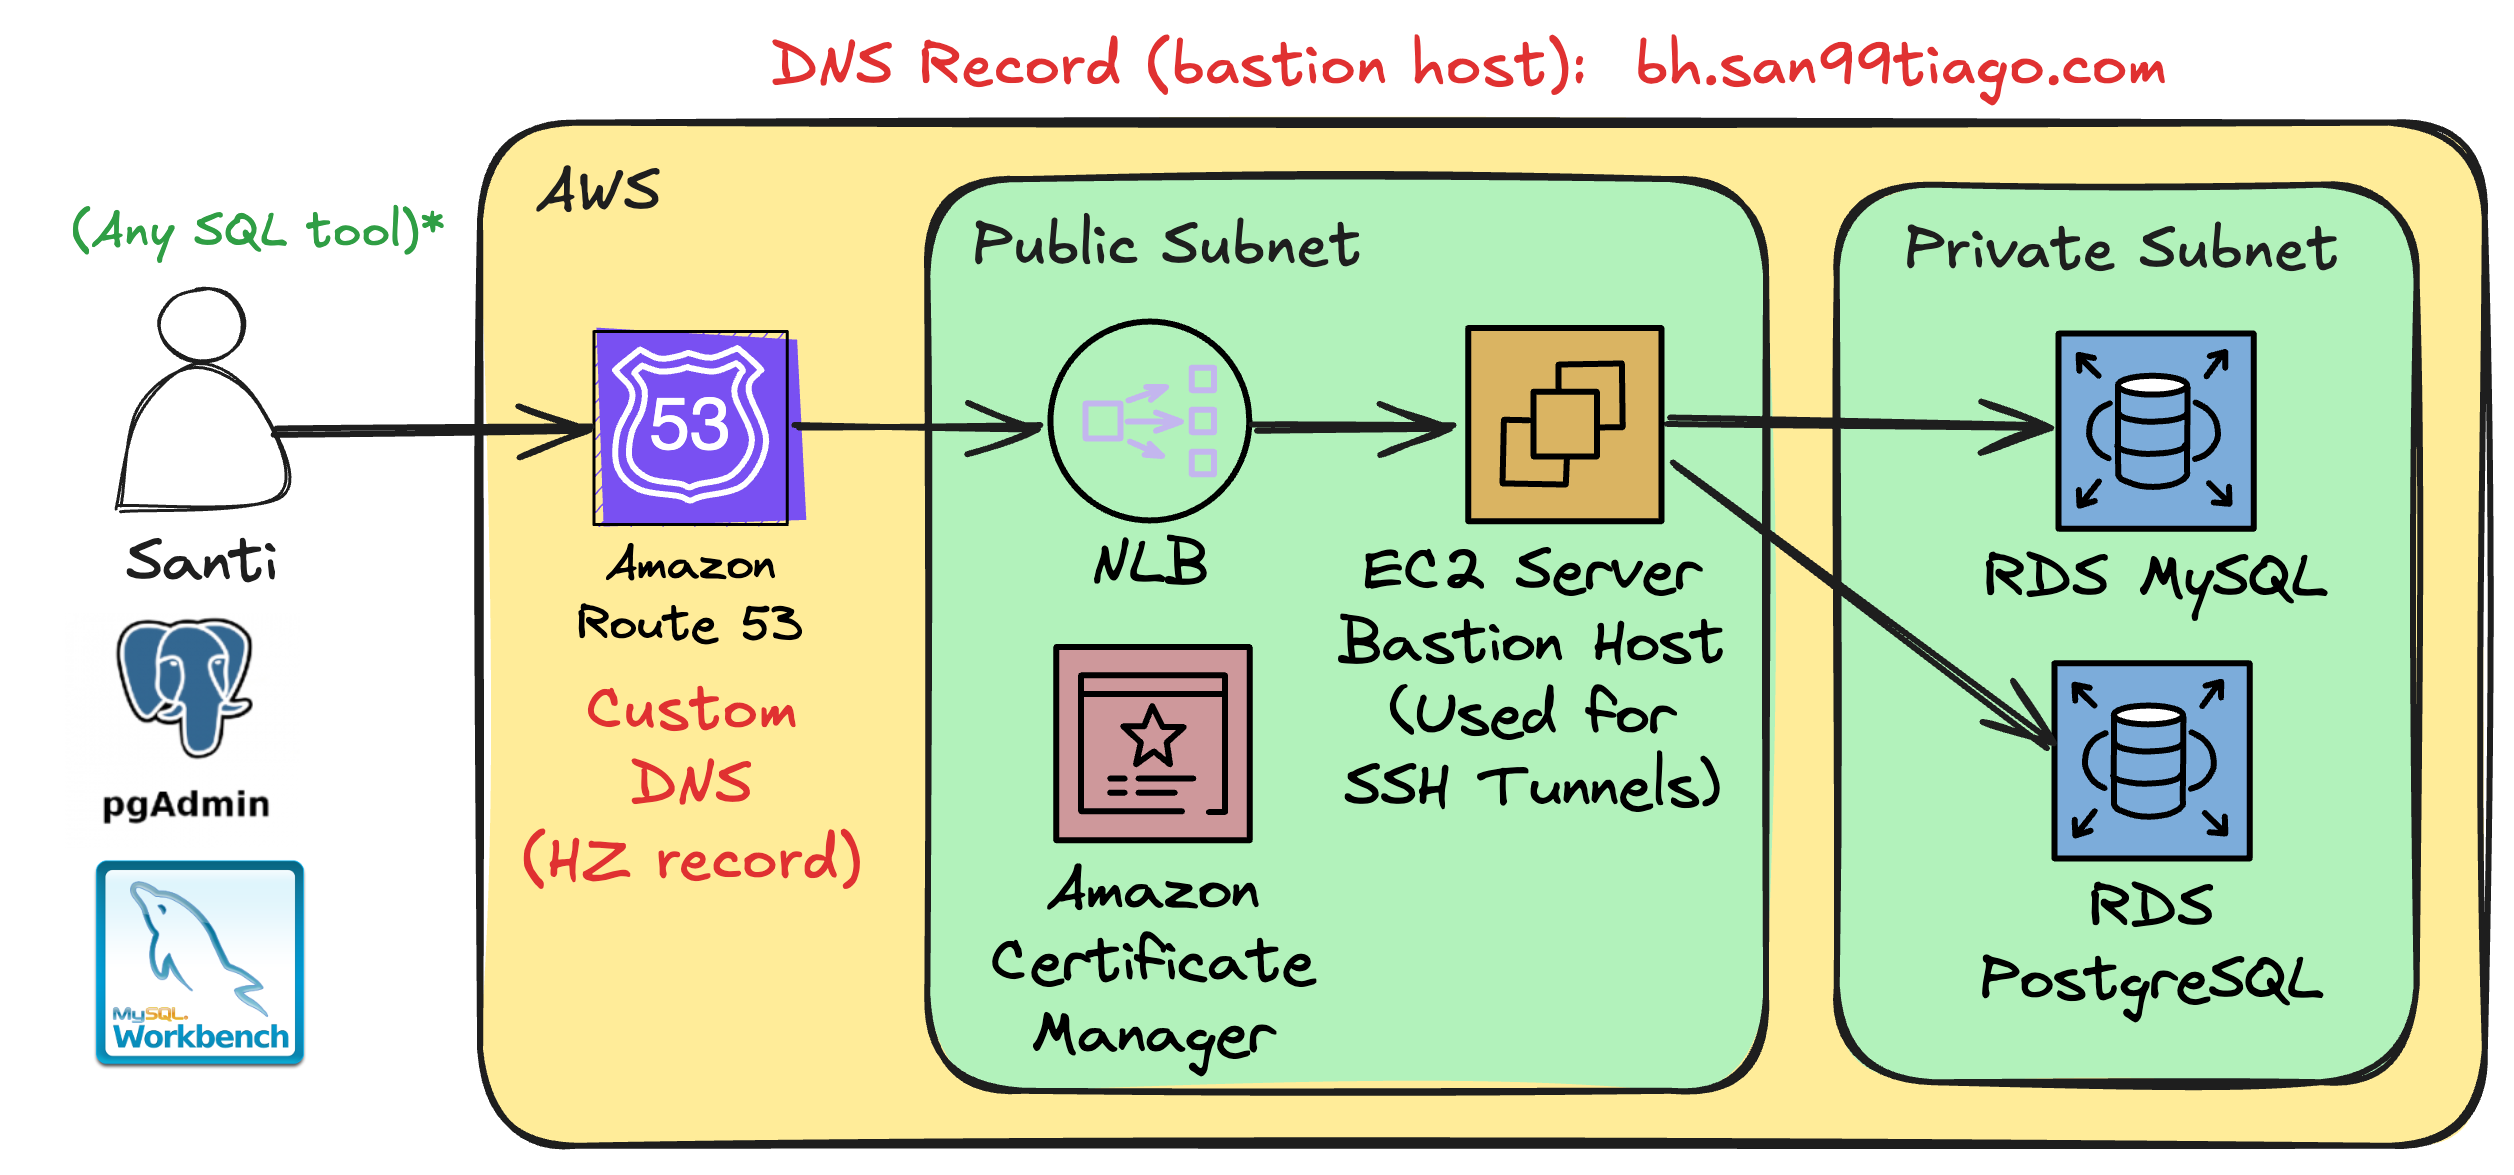 DNS Record (bastion host): bh.san99tiago.com
AWS
(Any SQL tool)*
Public Subnet
Private Subnet
53
Santi
Amazon
Route 53
Custom
DNS
(HZ record)
NLB
EC2 Server
Bastion Host
(Used for
SSH Tunnels)
RDS MySQL
pgAdmin
MySQL
Workbench
Amazon
Certificate
Manager
RDS
PostgreSQL